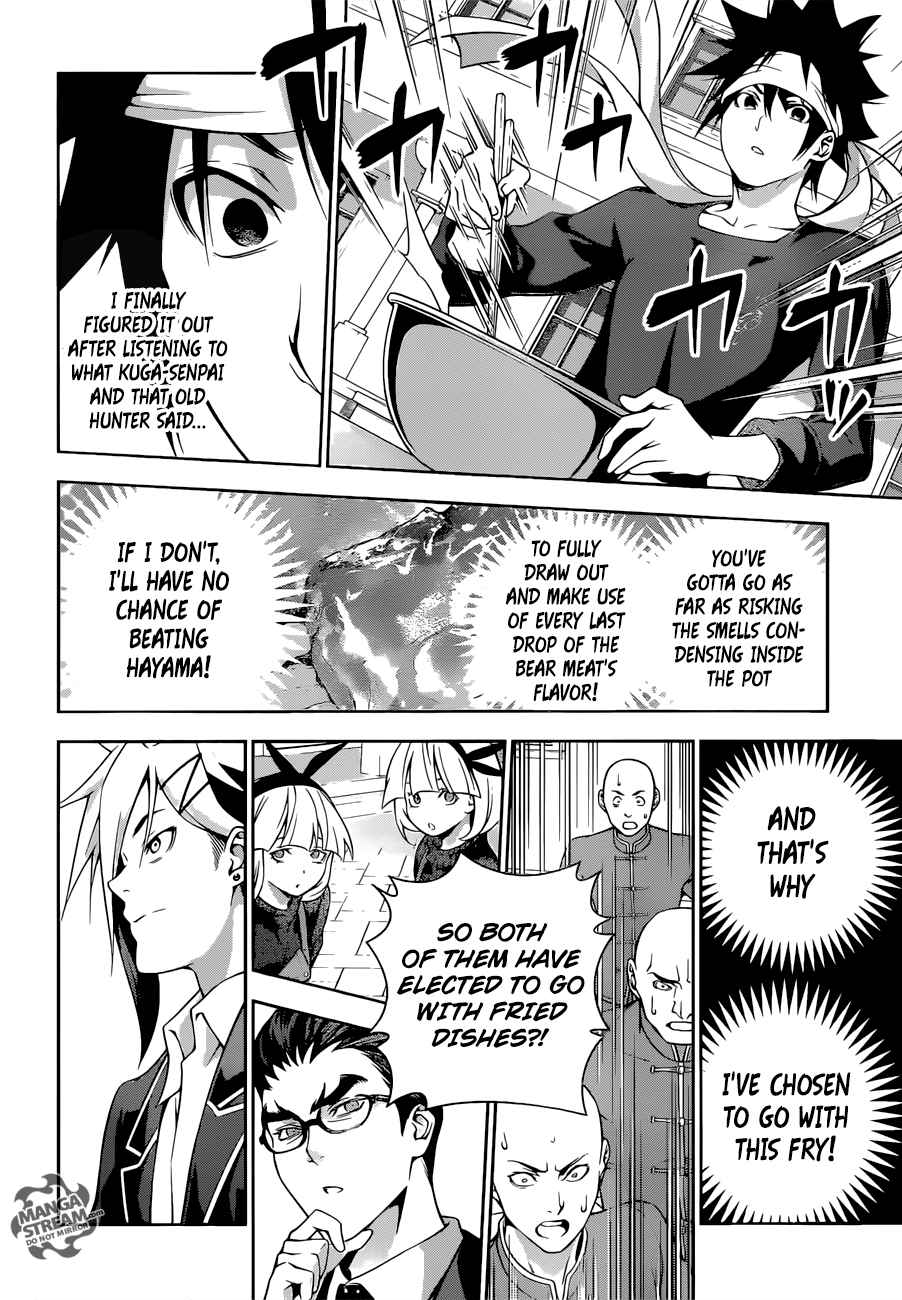 カ
カ
カ
カ
カ
カ
ッ
I FINALLY
FIGURED IT OUT
AFTER LISTENING TO
WHAT KUGA-SENPAI
AND THAT OLD
HUNTER SAID...
YOU'VE
GOTTA GO AS
FAR AS RISKING
THE SMELLS CON-
DENSING INSIDE
THE POT
TO FULLY
DRAW OUT
AND MAKE USE
OF EVERY LAST
DROP OF THE
BEAR MEAT'S
FLAVOR!
IF I DON'T,
I'LL HAVE NO
CHANCE OF
BEATING
HAYAMA!
AND
THAT'S
WHY
I'VE CHOSEN
TO GO WITH
THIS FRY!
SO BOTH
OF THEM HAVE
ELECTED TO GO
WITH FRIED
DISHES?!
MANGA
STREAM.com
DO NOT MIRROR